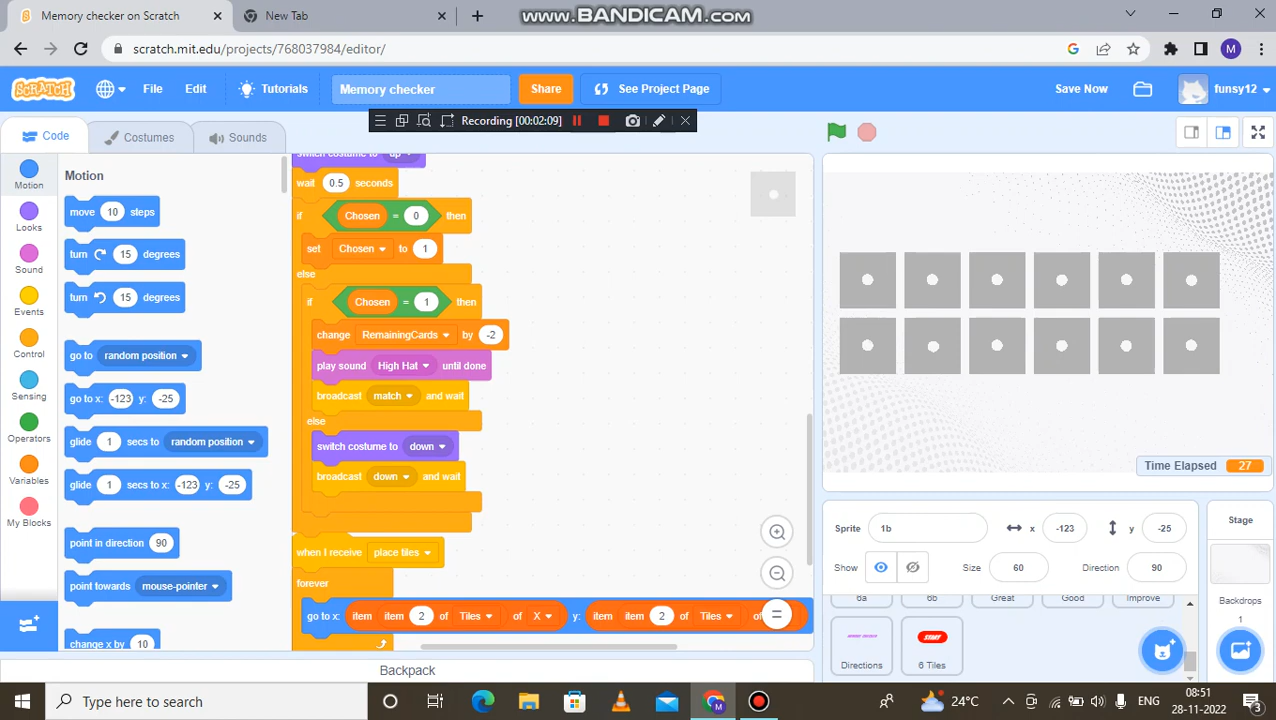 Memory checker on Scratch
New Tab
www.BANDICAM.com
scratch.mit.edu/projects/768037984/editor/
M
SCRATCH
File
Edit
Tutorials
Memory checker
Share
See Project Page
Save Now
funsy12
Recording [00:02:09]
Code
Costumes
Sounds
Motion
Looks
Sound
Events
Control
Sensing
Operators
Variables
My Blocks
Motion
move 10 steps
turn 15 degrees
turn 15 degrees
go to random position
go to x: -123 y: -25
glide 1 secs to random position
glide 1 secs to x: -123 y: -25
point in direction 90
point towards mouse-pointer
change x by 10
switch costume to up
wait 0.5 seconds
if Chosen = 0 then
set Chosen to 1
else
if Chosen = 1 then
change RemainingCards by -2
play sound High Hat until done
broadcast match and wait
else
switch costume to down
broadcast down and wait
when I receive place tiles
forever
go to x: item item 2 of Tiles of X y: item item 2 of Tiles of
Backpack
Time Elapsed 27
Sprite 1b x -123 y -25
Show Size 60 Direction 90
Stage
Backdrops
1
6a 6b Great Good Improve
Directions
START
6 Tiles
Type here to search
M
24°C
ENG
08:51
28-11-2022
3